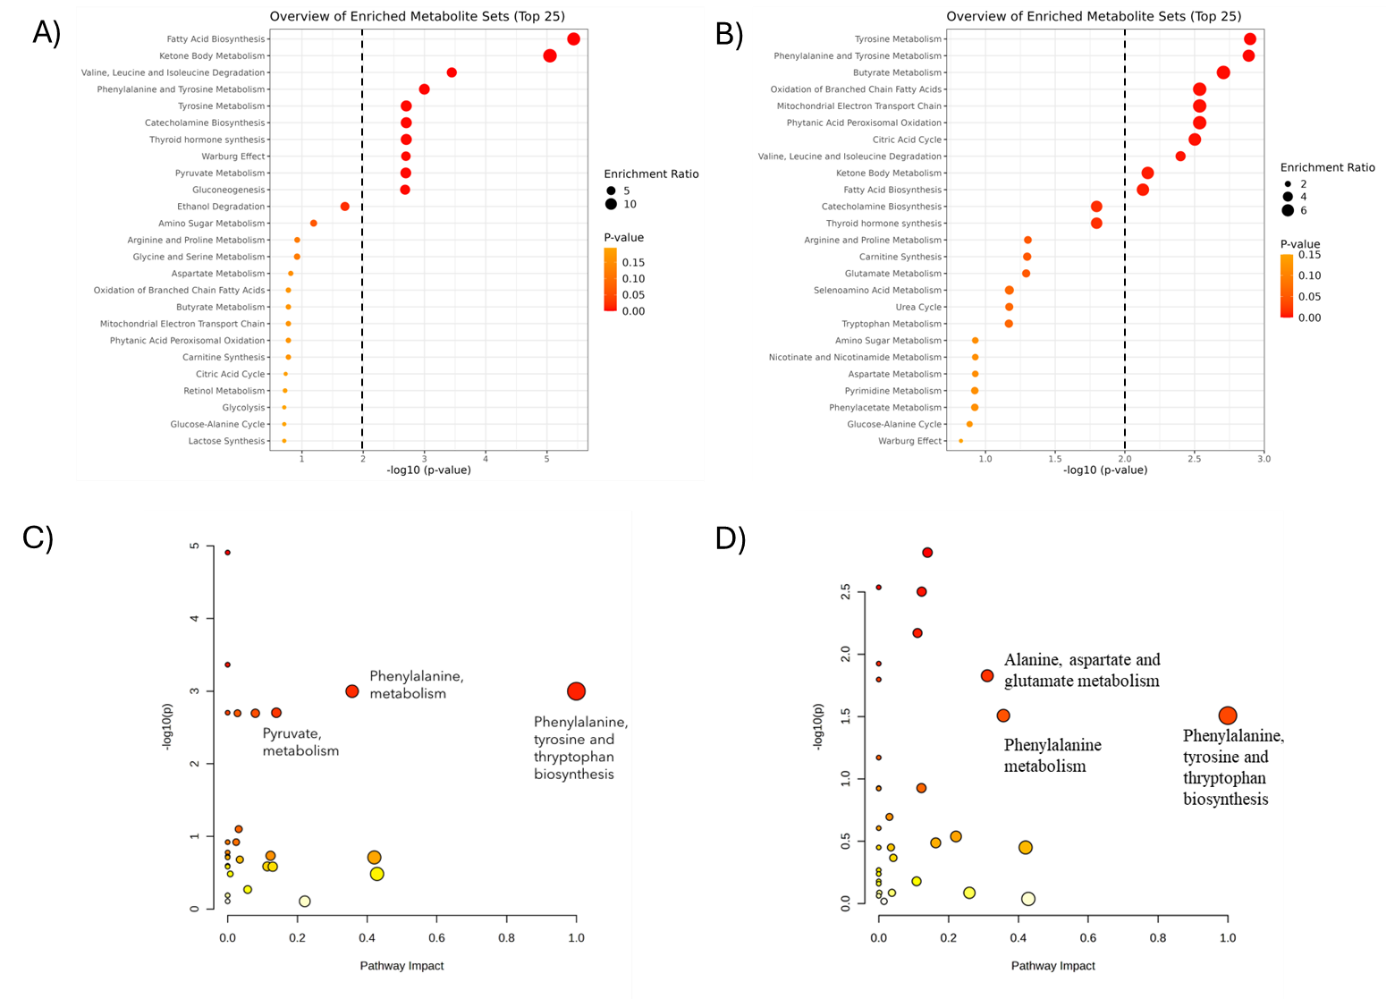 A)
Overview of Enriched Metabolite Sets (Top 25)
Fatty Acid Biosynthesis
Ketone Body Metabolism
Valine, Leucine and Isoleucine Degradation
Phenylalanine and Tyrosine Metabolism
Tyrosine Metabolism
Catecholamine Biosynthesis
Thyroid hormone synthesis
Warburg Effect
Pyruvate Metabolism
Gluconeogenesis
Ethanol Degradation
Amino Sugar Metabolism
Arginine and Proline Metabolism
Glycine and Serine Metabolism
Aspartate Metabolism
Oxidation of Branched Chain Fatty Acids
Butyrate Metabolism
Mitochondrial Electron Transport Chain
Phytanic Acid Peroxisomal Oxidation
Carnitine Synthesis
Citric Acid Cycle
Retinol Metabolism
Glycolysis
Glucose-Alanine Cycle
Lactose Synthesis
1 2 3 4 5
-log10 (p-value)
Enrichment Ratio
5
10
P-value
0.15
0.10
0.05
0.00
B)
Overview of Enriched Metabolite Sets (Top 25)
Tyrosine Metabolism
Phenylalanine and Tyrosine Metabolism
Butyrate Metabolism
Oxidation of Branched Chain Fatty Acids
Mitochondrial Electron Transport Chain
Phytanic Acid Peroxisomal Oxidation
Citric Acid Cycle
Valine, Leucine and Isoleucine Degradation
Ketone Body Metabolism
Fatty Acid Biosynthesis
Catecholamine Biosynthesis
Thyroid hormone synthesis
Arginine and Proline Metabolism
Carnitine Synthesis
Glutamate Metabolism
Selenoamino Acid Metabolism
Urea Cycle
Tryptophan Metabolism
Amino Sugar Metabolism
Nicotinate and Nicotinamide Metabolism
Aspartate Metabolism
Pyrimidine Metabolism
Phenylacetate Metabolism
Glucose-Alanine Cycle
Warburg Effect
1.0 1.5 2.0 2.5 3.0
-log10 (p-value)
Enrichment Ratio
2
4
6
P-value
0.15
0.10
0.05
0.00
C)
5
4
3
2
1
0
-log10(p)
Phenylalanine,
metabolism
Pyruvate,
metabolism
Phenylalanine,
tyrosine and
thryptophan
biosynthesis
0.0 0.2 0.4 0.6 0.8 1.0
Pathway Impact
D)
2.5
2.0
1.5
1.0
0.5
0.0
-log10(p)
Alanine, aspartate and
glutamate metabolism
Phenylalanine
metabolism
Phenylalanine,
tyrosine and
thryptophan
biosynthesis
0.0 0.2 0.4 0.6 0.8 1.0
Pathway Impact